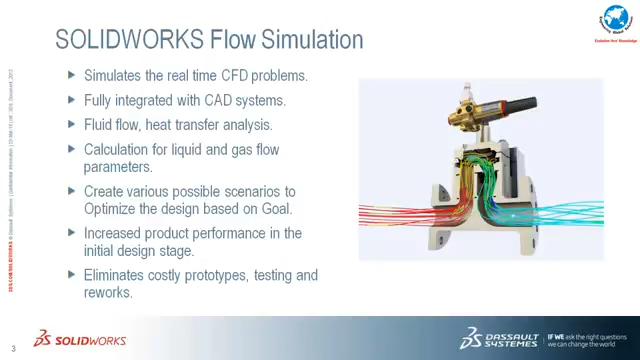 SOLIDWORKS Flow Simulation
Simulates the real time CFD problems.
Fully integrated with CAD systems.
Fluid flow, heat transfer analysis.
Calculation for liquid and gas flow
parameters.
Create various possible scenarios to
Optimize the design based on Goal.
Increased product performance in the
initial design stage.
Eliminates costly prototypes, testing and
reworks.
Evolution thro' Knowledge
3
SOLIDWORKS
DASSAULT
SYSTEMES
IF WE ask the right questions
we can change the world